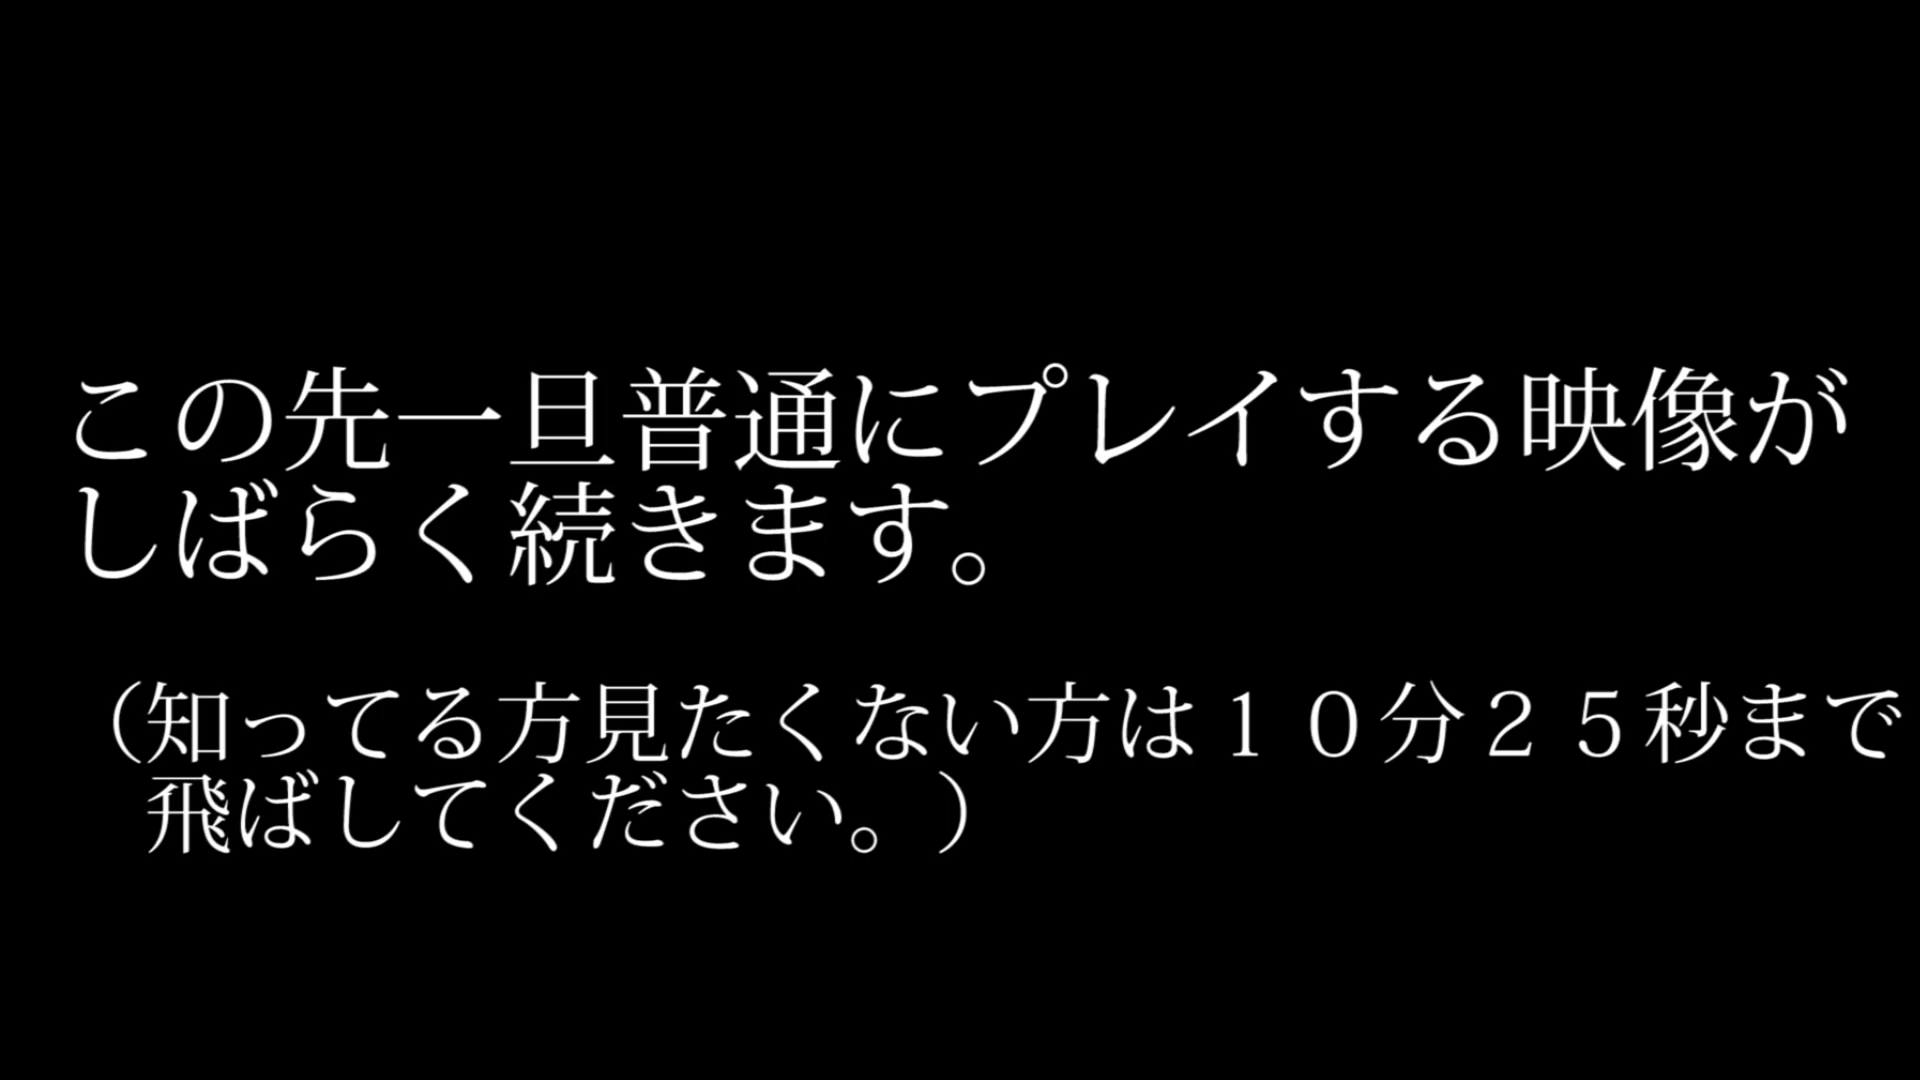 この先一旦普通にプレイする映像が
しばらく続きます。
（知ってる方見たくない方は１０分２５秒まで
飛ばしてください。）